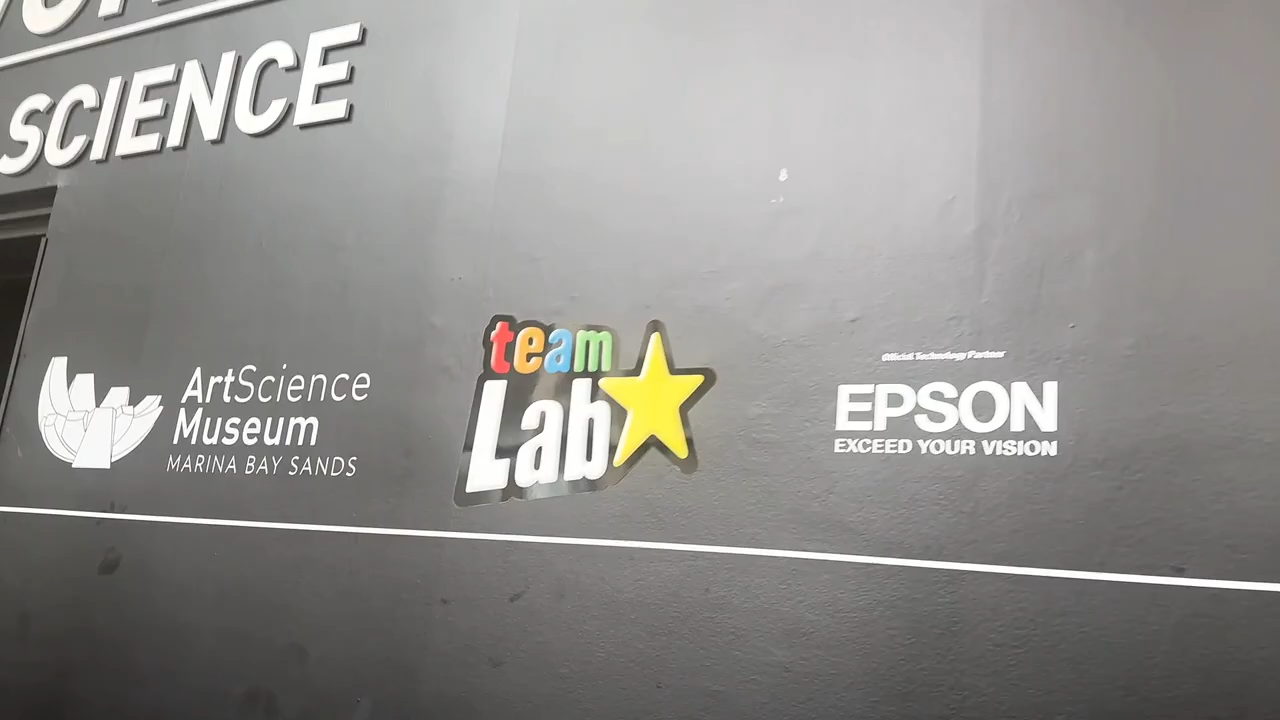 SCIENCE
ArtScience
Museum
MARINA BAY SANDS
team
Lab
Official Technology Partner
EPSON
EXCEED YOUR VISION